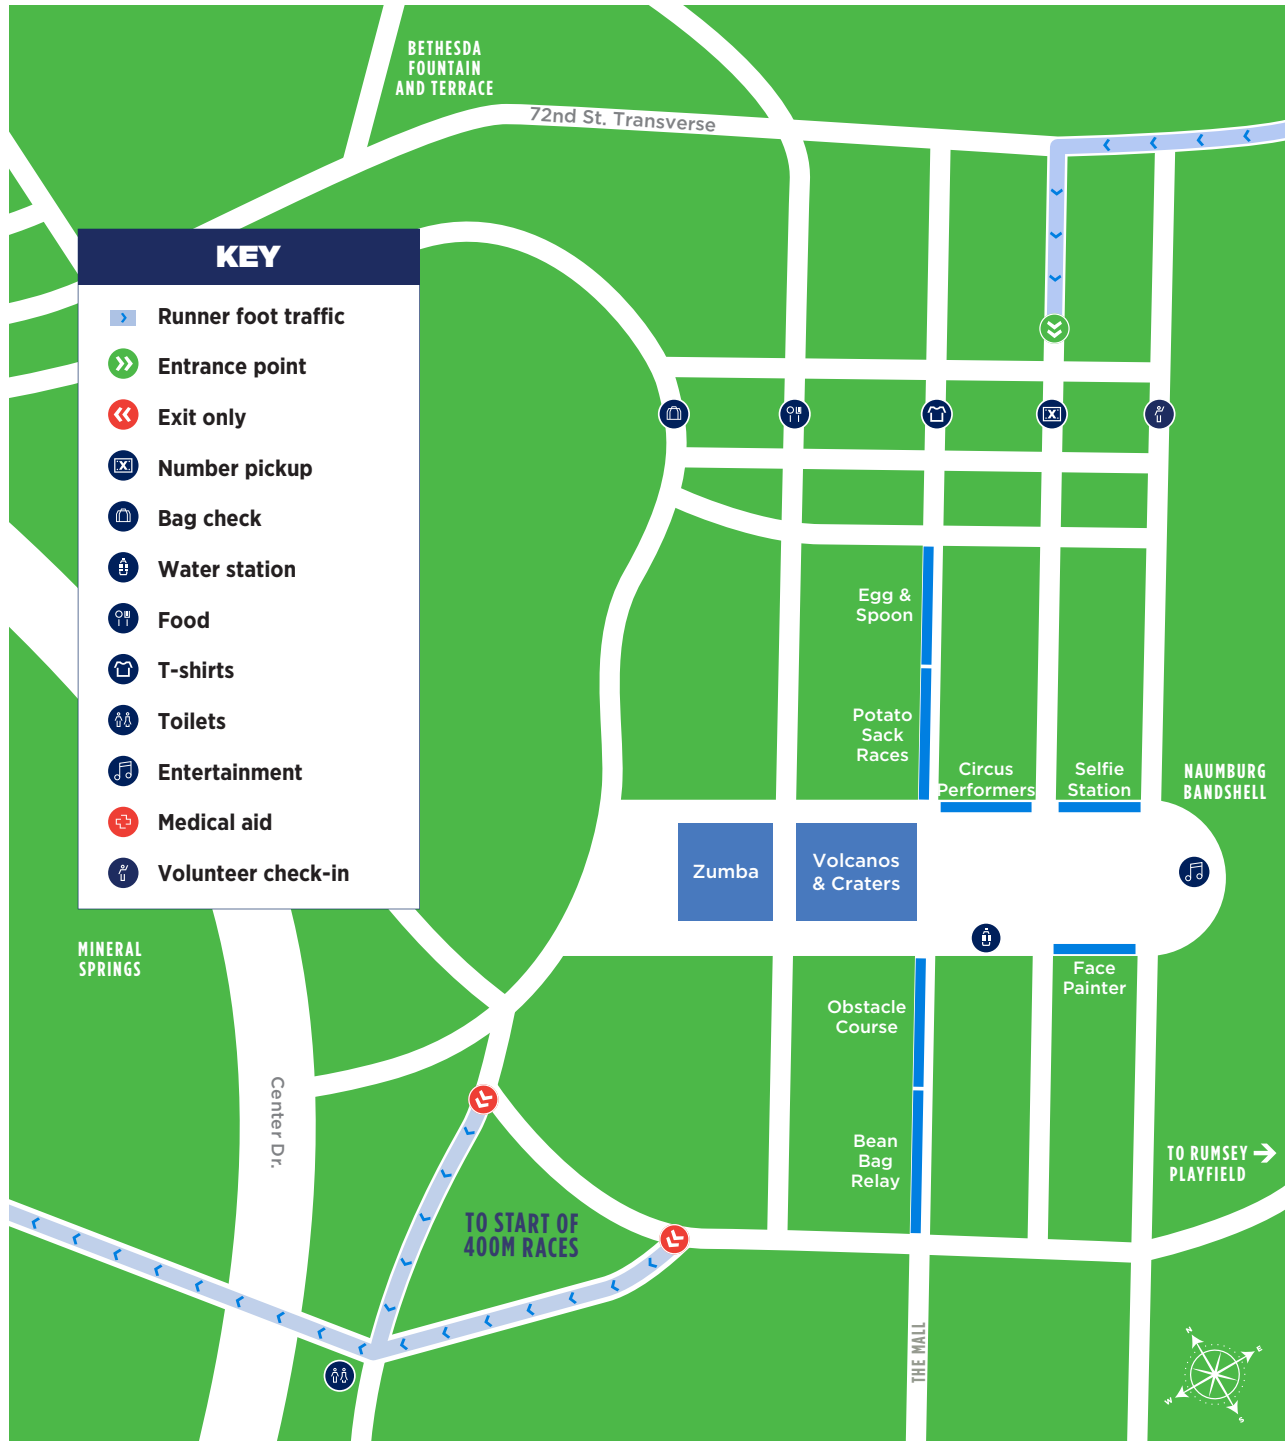 BETHESDA
FOUNTAIN
AND TERRACE
72nd St. Transverse
KEY
Runner foot traffic
Entrance point
Exit only
Number pickup
Bag check
Water station
Food
T-shirts
Toilets
Entertainment
Medical aid
Volunteer check-in
Egg &
Spoon
Potato
Sack
Races
Circus
Performers
Selfie
Station
NAUMBURG
BANDSHELL
Zumba
Volcanos
& Craters
MINERAL
SPRINGS
Face
Painter
Obstacle
Course
Center Dr.
Bean
Bag
Relay
TO RUMSEY
PLAYFIELD
TO START OF
400M RACES
THE MALL
N
E
W
S